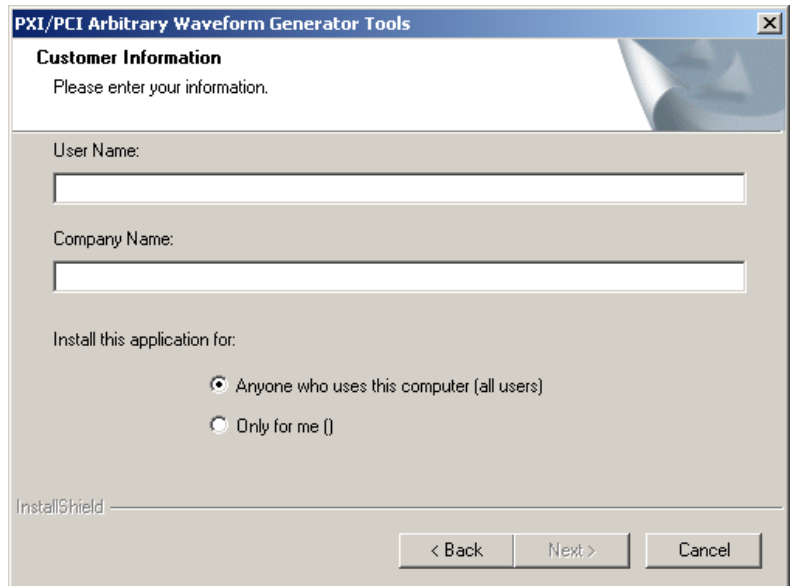 PXI/PCI Arbitrary Waveform Generator Tools
Customer Information
Please enter your information.
User Name:
Company Name:
Install this application for:
Anyone who uses this computer (all users)
Only for me ()
InstallShield
< Back
Next >
Cancel